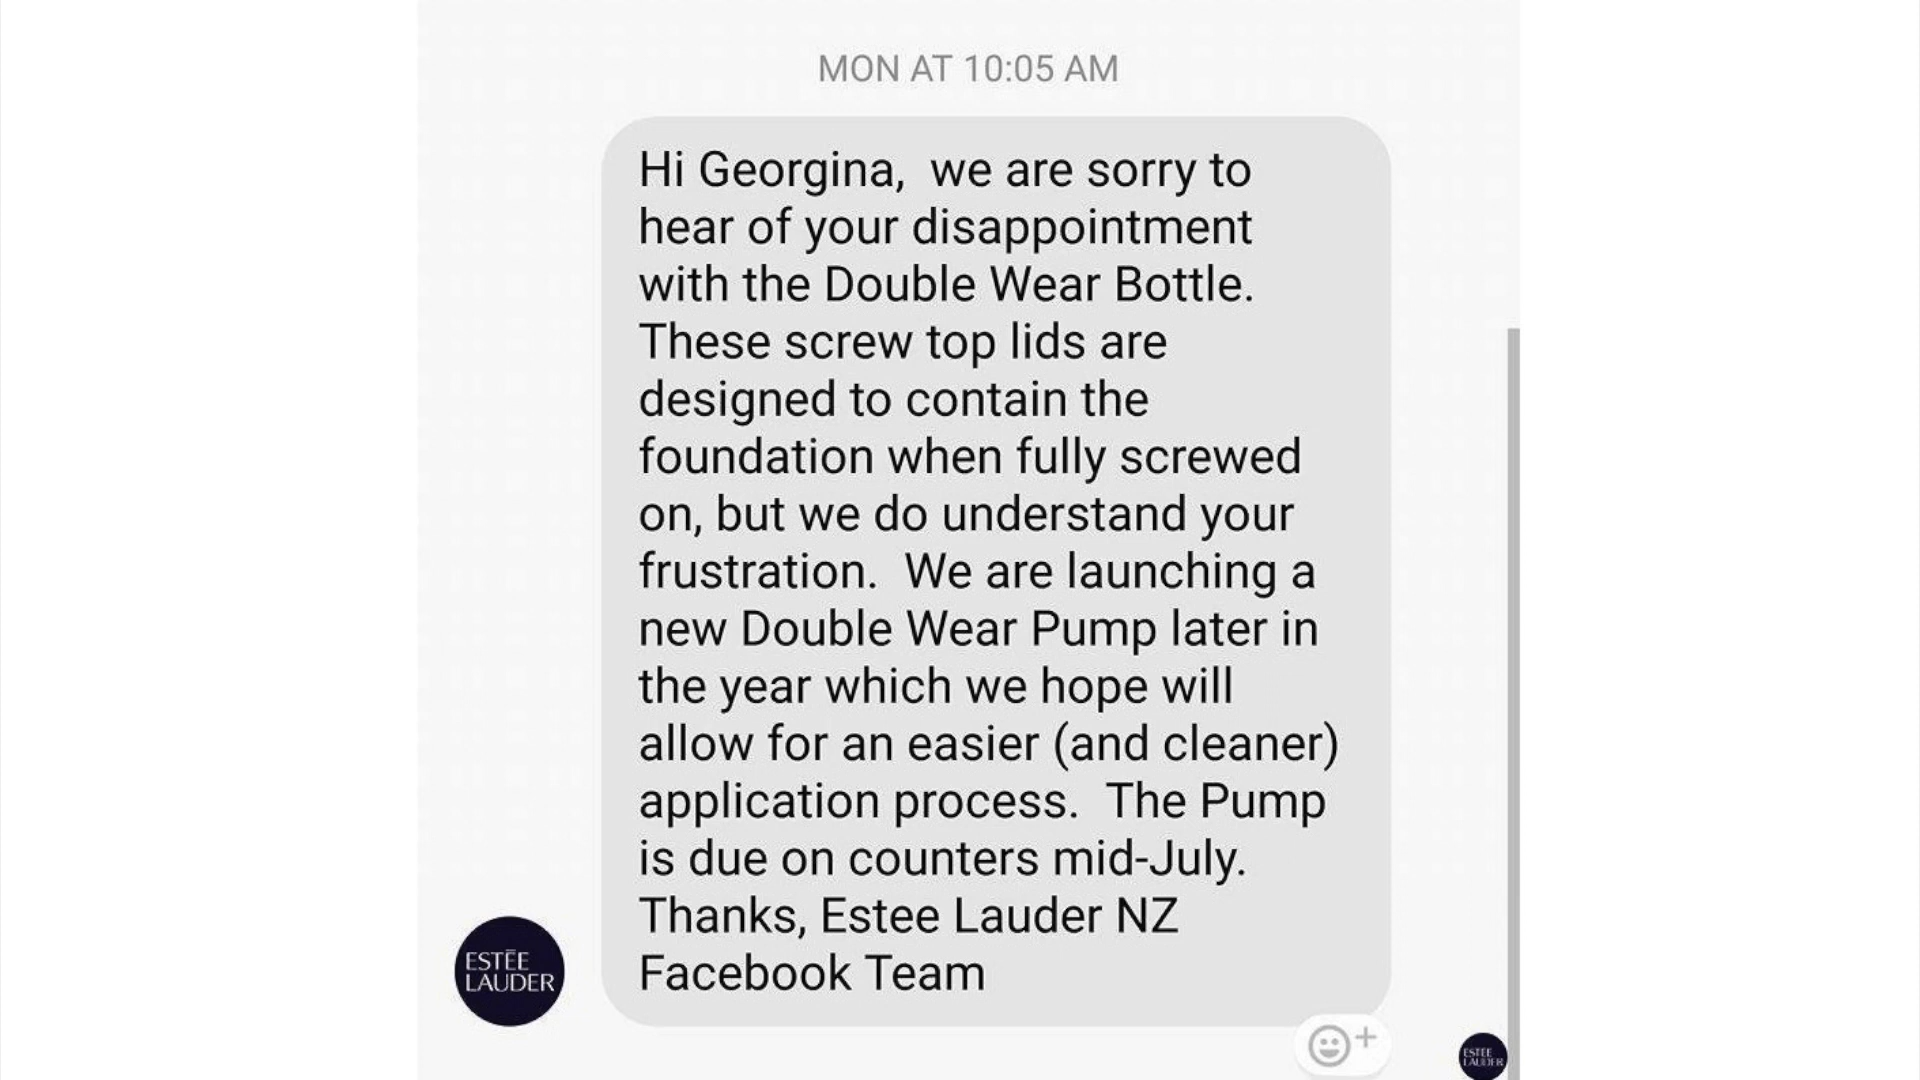 MON AT 10:05 AM
Hi Georgina,  we are sorry to
hear of your disappointment
with the Double Wear Bottle.
These screw top lids are
designed to contain the
foundation when fully screwed
on, but we do understand your
frustration.  We are launching a
new Double Wear Pump later in
the year which we hope will
allow for an easier (and cleaner)
application process.  The Pump
is due on counters mid-July.
Thanks, Estee Lauder NZ
Facebook Team
ESTĒE
LAUDER
ESTĒE
LAUDER